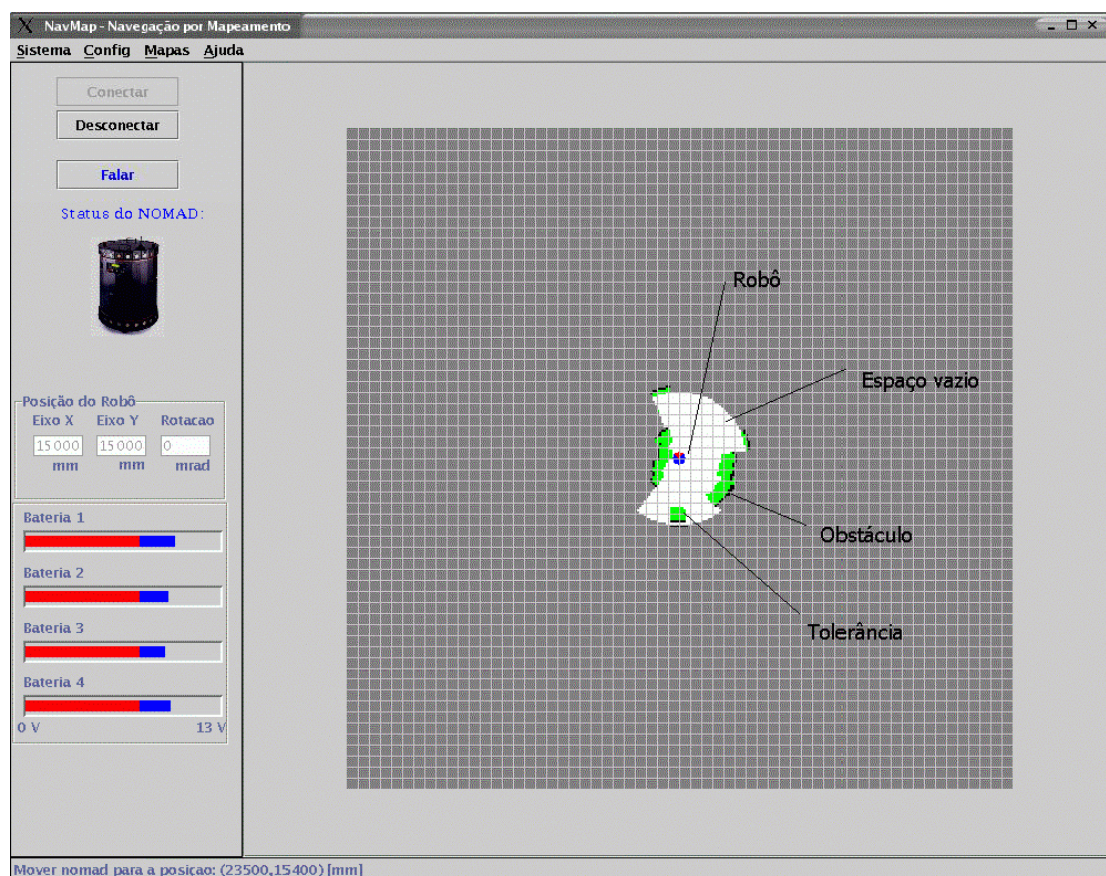 NavMap - Navegação por Mapeamento
Sistema Config Mapas Ajuda
Conectar
Desconectar
Falar
Status do NOMAD:
Posição do Robô
Eixo X Eixo Y Rotacao
15000 15000 0
mm mm mrad
Bateria 1
Bateria 2
Bateria 3
Bateria 4
0 V 13 V
Robô
Espaço vazio
Obstáculo
Tolerância
Mover nomad para a posiçao: (23500,15400) [mm]